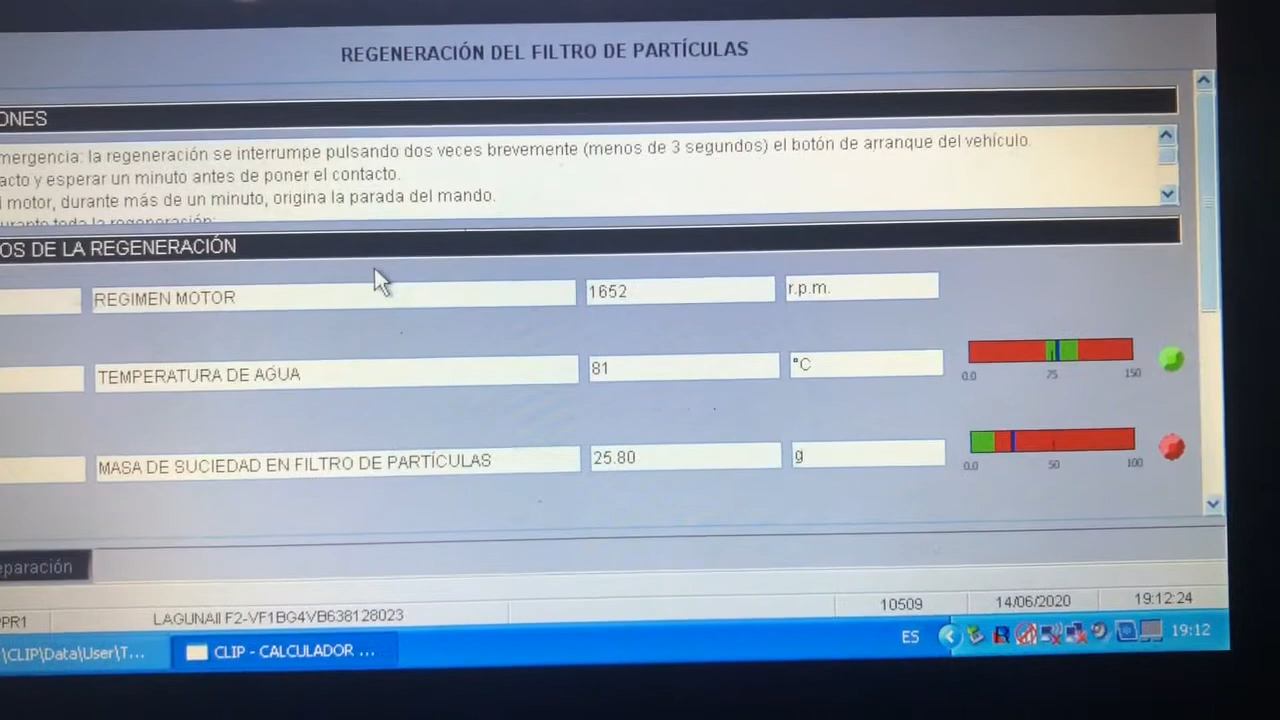 REGENERACIÓN DEL FILTRO DE PARTÍCULAS
ONES
mergencia: la regeneración se interrumpe pulsando dos veces brevemente (menos de 3 segundos) el botón de arranque del vehículo.
acto y esperar un minuto antes de poner el contacto.
l motor, durante más de un minuto, origina la parada del mando.
urante toda la regeneración:
OS DE LA REGENERACIÓN
REGIMEN MOTOR 1652 r.p.m.
TEMPERATURA DE AGUA 81 °C
0.0 75 150
MASA DE SUCIEDAD EN FILTRO DE PARTÍCULAS 25.80 g
0.0 50 100
eparación
PR1 LAGUNAII F2-VF1BG4VB638128023 10509 14/06/2020 19:12:24
\CLIP\Data\User\T... CLIP - CALCULADOR ... ES 19:12